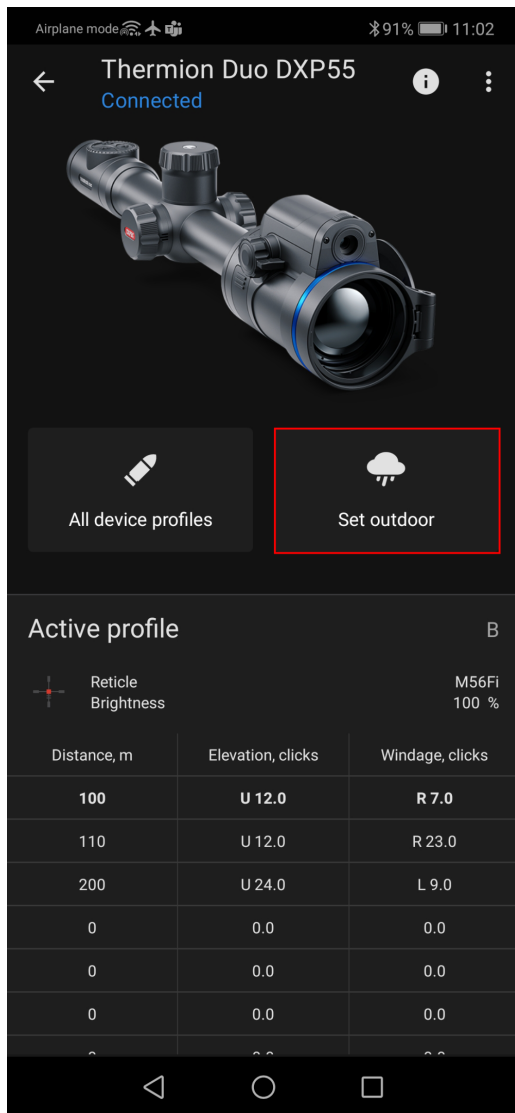 Airplane mode 91% 11:02
Thermion Duo DXP55
Connected
All device profiles
Set outdoor
Active profile B
Reticle M56Fi
Brightness 100 %
Distance, m Elevation, clicks Windage, clicks
100 U 12.0 R 7.0
110 U 12.0 R 23.0
200 U 24.0 L 9.0
0 0.0 0.0
0 0.0 0.0
0 0.0 0.0